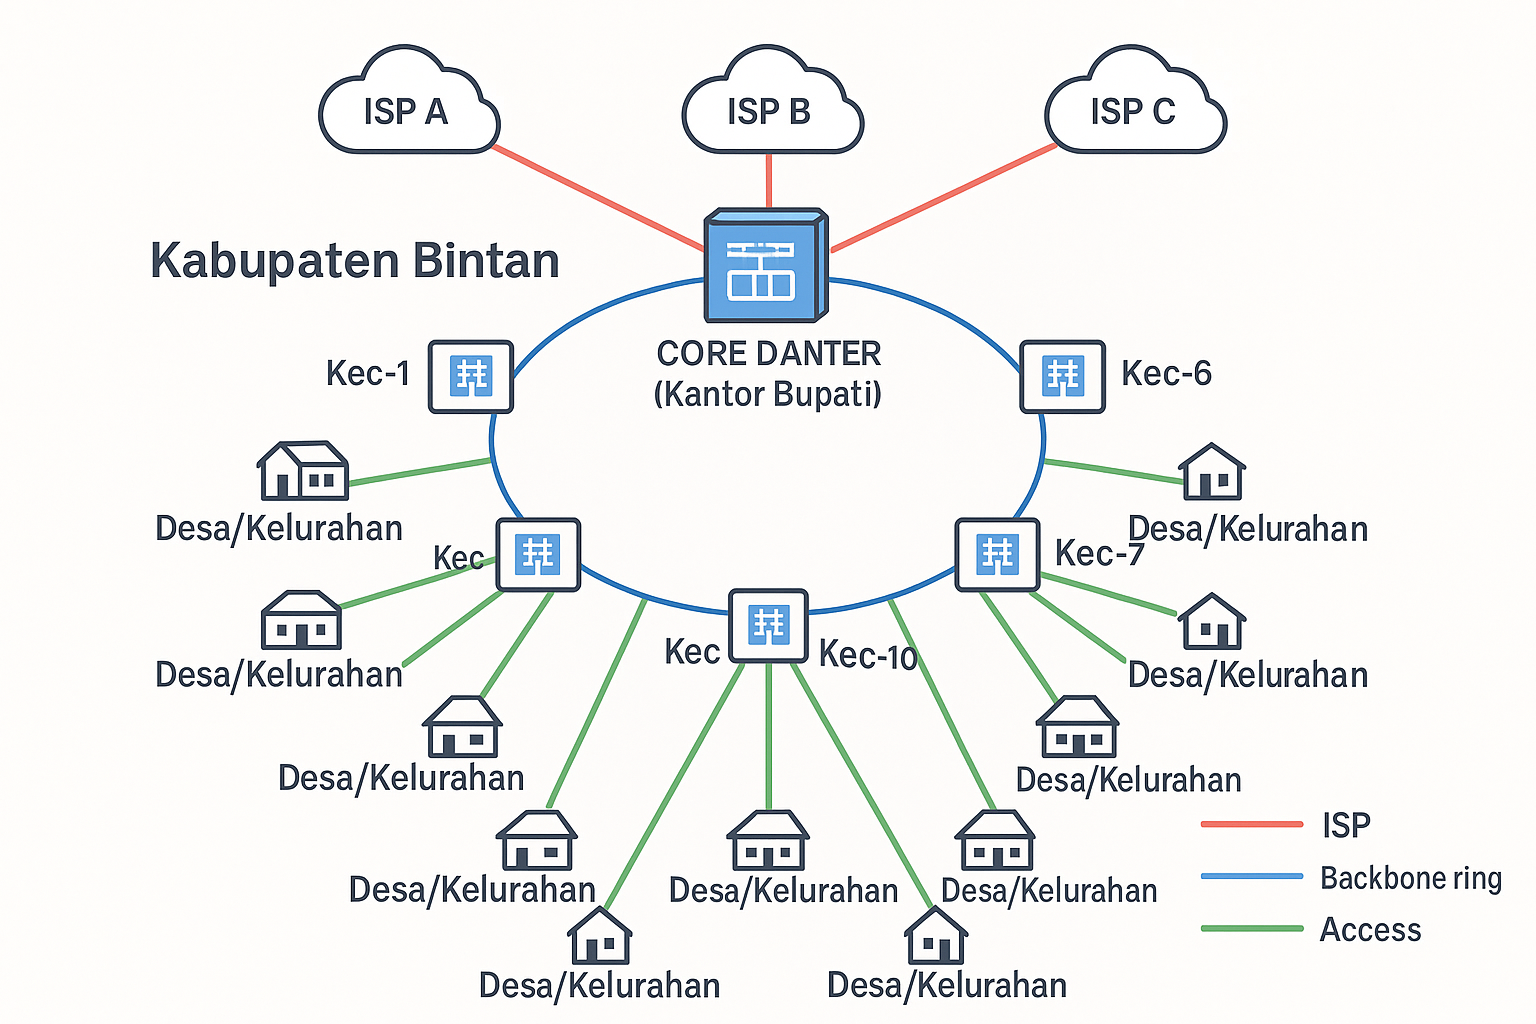 ISP A
ISP B
ISP C
Kabupaten Bintan
CORE DANTER
(Kantor Bupati)
Kec-1
Kec-6
Desa/Kelurahan
Desa/Kelurahan
Kec
Kec-7
Kec
Kec-10
Desa/Kelurahan
Desa/Kelurahan
Desa/Kelurahan
Desa/Kelurahan
Desa/Kelurahan
Desa/Kelurahan
Desa/Kelurahan
Desa/Kelurahan
Desa/Kelurahan
ISP
Backbone ring
Access